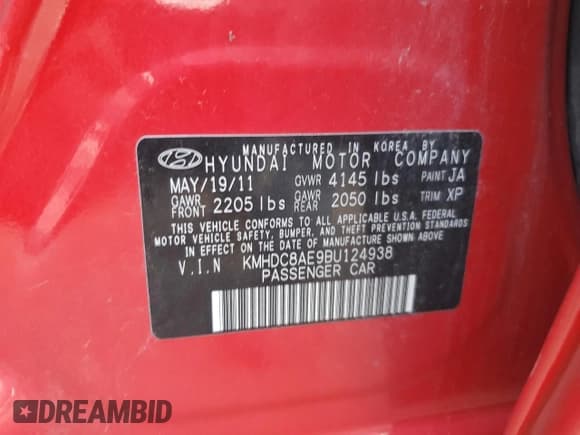 MANUFACTURED IN KOREA BY
HYUNDAI MOTOR COMPANY
MAY/19/11 GVWR 4145 lbs PAINT JA
GAWR FRONT 2205 lbs GAWR REAR 2050 lbs TRIM XP
THIS VEHICLE CONFORMS TO ALL APPLICABLE U.S.A. FEDERAL
MOTOR VEHICLE SAFETY, BUMPER, AND THEFT PREVENTION STANDARDS
IN EFFECT ON THE DATE OF MANUFACTURE SHOWN ABOVE.
V.I.N KMHDC8AE9BU124938
PASSENGER CAR
DREAMBID